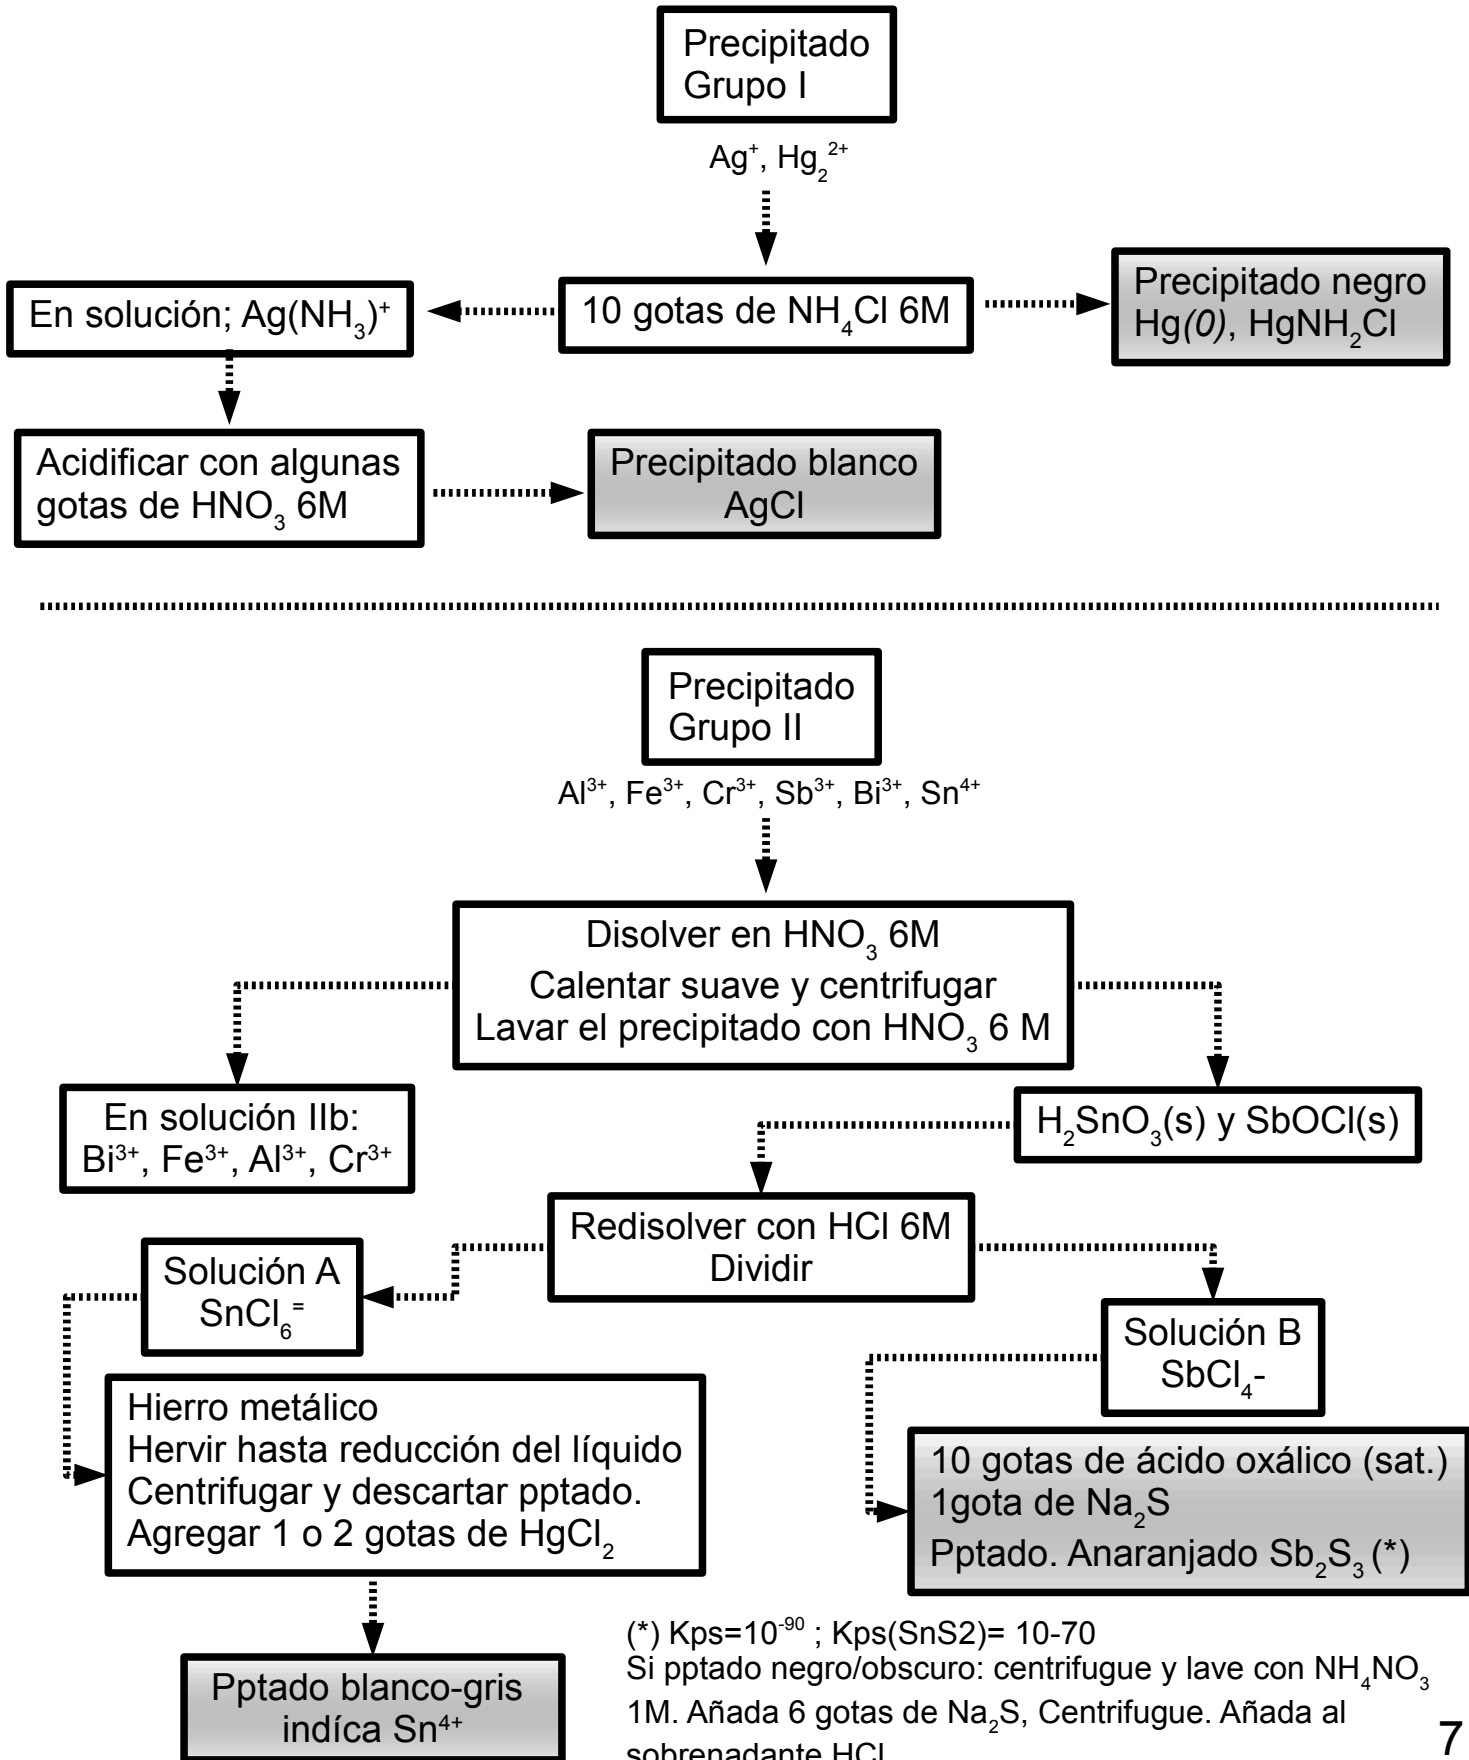 Precipitado
Grupo I
Ag⁺, Hg₂²⁺
En solución; Ag(NH₃)⁺
10 gotas de NH₄Cl 6M
Precipitado negro
Hg(0), HgNH₂Cl
Acidificar con algunas
gotas de HNO₃ 6M
Precipitado blanco
AgCl
Precipitado
Grupo II
Al³⁺, Fe³⁺, Cr³⁺, Sb³⁺, Bi³⁺, Sn⁴⁺
Disolver en HNO₃ 6M
Calentar suave y centrifugar
Lavar el precipitado con HNO₃ 6 M
En solución IIb:
Bi³⁺, Fe³⁺, Al³⁺, Cr³⁺
H₂SnO₃(s) y SbOCl(s)
Redisolver con HCl 6M
Dividir
Solución A
SnCl₆⁼
Solución B
SbCl₄-
Hierro metálico
Hervir hasta reducción del líquido
Centrifugar y descartar pptado.
Agregar 1 o 2 gotas de HgCl₂
10 gotas de ácido oxálico (sat.)
1gota de Na₂S
Pptado. Anaranjado Sb₂S₃ (*)
Pptado blanco-gris
indíca Sn⁴⁺
(*) Kps=10⁻⁹⁰ ; Kps(SnS2)= 10-70
Si pptado negro/obscuro: centrifugue y lave con NH₄NO₃
1M. Añada 6 gotas de Na₂S, Centrifugue. Añada al
sobrenadante HCl
7